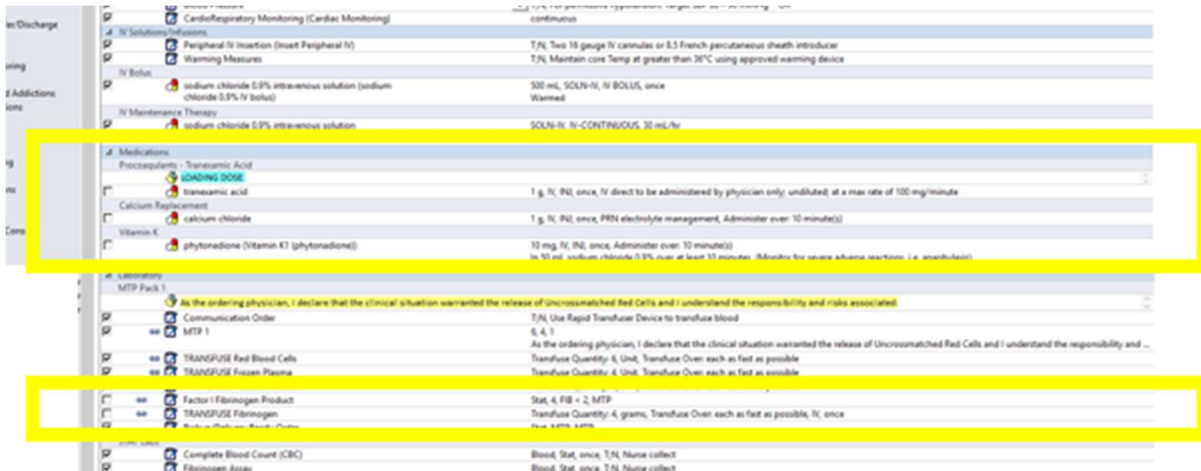 er/Discharge
oring
d Addictions
ions
ng
ns
Cons
CardioRespiratory Monitoring (Cardiac Monitoring) continuous
IV Solutions/Infusions
Peripheral IV Insertion (Insert Peripheral IV) T;N, Two 16 gauge IV cannulas or 8.5 French percutaneous sheath introducer
Warming Measures T;N, Maintain core Temp at greater than 36°C using approved warming device
IV Bolus
sodium chloride 0.9% intravenous solution (sodium 500 mL, SOLN-IV, IV BOLUS, once
chloride 0.9% IV bolus) Warmed
IV Maintenance Therapy
sodium chloride 0.9% intravenous solution SOLN-IV, IV-CONTINUOUS, 30 mL/hr
Medications
Procoagulants - Tranexamic Acid
LOADING DOSE
tranexamic acid 1 g, IV, INJ, once, IV direct to be administered by physician only; undiluted; at a max rate of 100 mg/minute
Calcium Replacement
calcium chloride 1 g, IV, INJ, once, PRN electrolyte management, Administer over: 10 minute(s)
Vitamin K
phytonadione (Vitamin K1 (phytonadione)) 10 mg, IV, INJ, once, Administer over: 10 minute(s)
In 50 mL sodium chloride 0.9% over at least 10 minutes. (Monitor for severe adverse reactions, i.e. anaphylaxis)
Laboratory
MTP Pack 1
As the ordering physician, I declare that the clinical situation warranted the release of Uncrossmatched Red Cells and I understand the responsibility and risks associated.
Communication Order T;N, Use Rapid Transfuser Device to transfuse blood
MTP 1 6, 4, 1
As the ordering physician, I declare that the clinical situation warranted the release of Uncrossmatched Red Cells and I understand the responsibility and ...
TRANSFUSE Red Blood Cells Transfuse Quantity: 6, Unit, Transfuse Over: each as fast as possible
TRANSFUSE Frozen Plasma Transfuse Quantity: 4, Unit, Transfuse Over: each as fast as possible
Factor I Fibrinogen Product Stat, 4, FIB < 2, MTP
TRANSFUSE Fibrinogen Transfuse Quantity: 4, grams, Transfuse Over: each as fast as possible, IV, once
Complete Blood Count (CBC) Blood, Stat, once, T;N, Nurse collect
Fibrinogen Assay Blood, Stat, once, T;N, Nurse collect